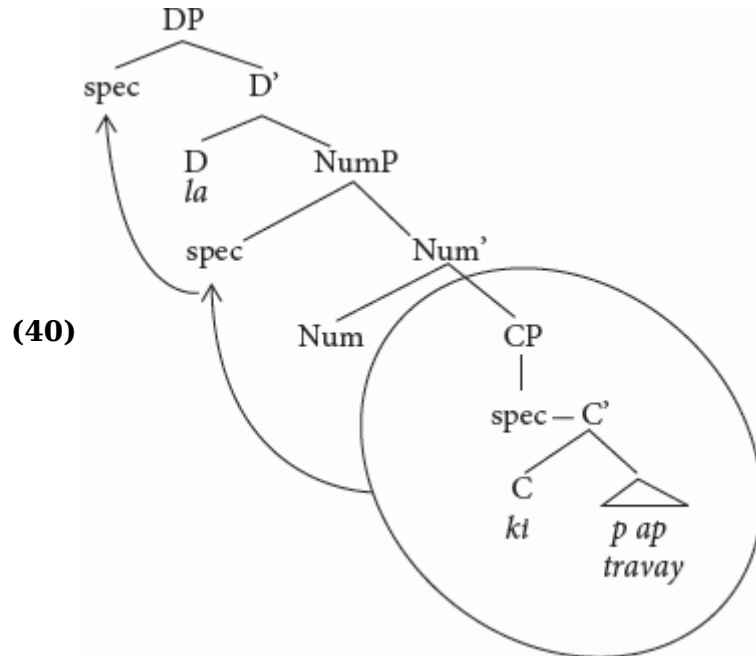 DP
spec D’
D NumP
la
spec Num’
(40) Num CP
spec – C’
C
ki p ap
travay